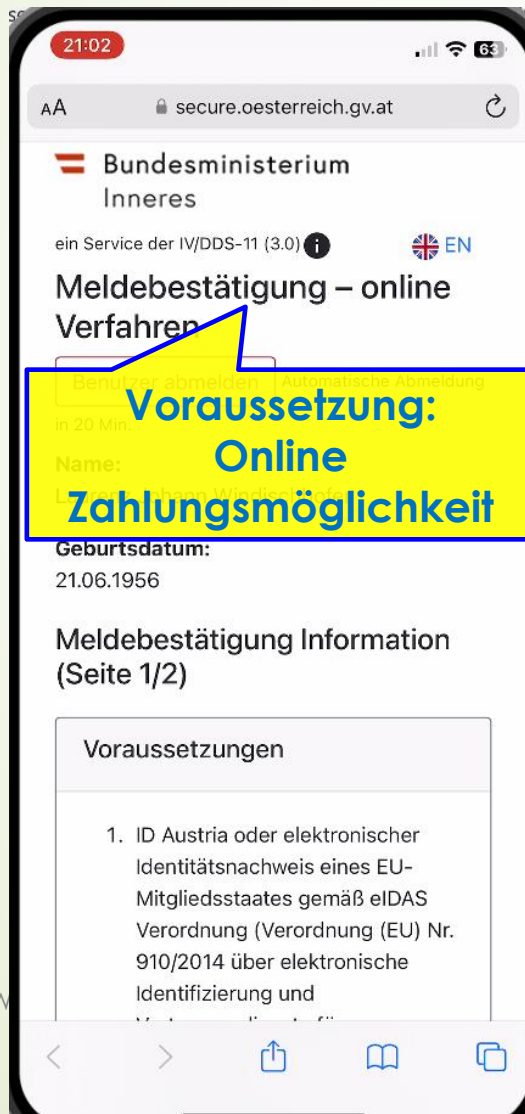 21:02
63
AA secure.oesterreich.gv.at
Bundesministerium
Inneres
ein Service der IV/DDS-11 (3.0) i EN
Meldebestätigung – online
Verfahren
Benutzer abmelden Automatische Abmeldung
in 20 Min.
Voraussetzung:
Online
Zahlungsmöglichkeit
Name:
Johann
Geburtsdatum:
21.06.1956
Meldebestätigung Information
(Seite 1/2)
Voraussetzungen
1. ID Austria oder elektronischer
Identitätsnachweis eines EU-
Mitgliedsstaates gemäß eIDAS
Verordnung (Verordnung (EU) Nr.
910/2014 über elektronische
Identifizierung und